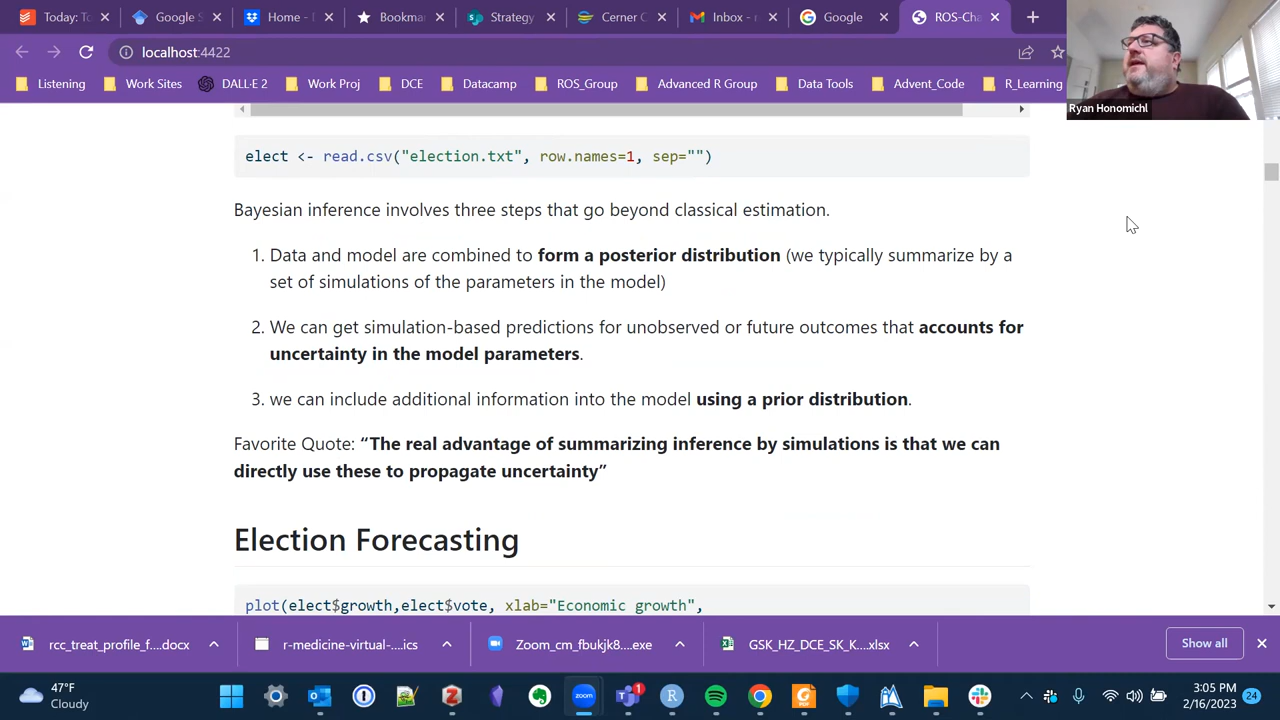 Today: To
Google S
Home - 
Bookmar
Strategy
Cerner C
Inbox - r
Google
ROS-Cha
localhost:4422
Listening
Work Sites
DALL·E 2
Work Proj
DCE
Datacamp
ROS_Group
Advanced R Group
Data Tools
Advent_Code
R_Learning
Ryan Honomichl
elect <- read.csv("election.txt", row.names=1, sep="")
Bayesian inference involves three steps that go beyond classical estimation.
1. Data and model are combined to form a posterior distribution (we typically summarize by a
set of simulations of the parameters in the model)
2. We can get simulation-based predictions for unobserved or future outcomes that accounts for
uncertainty in the model parameters.
3. we can include additional information into the model using a prior distribution.
Favorite Quote: “The real advantage of summarizing inference by simulations is that we can
directly use these to propagate uncertainty”
Election Forecasting
plot(elect$growth,elect$vote, xlab="Economic growth",
rcc_treat_profile_f....docx
r-medicine-virtual-....ics
Zoom_cm_fbukjk8....exe
GSK_HZ_DCE_SK_K....xlsx
Show all
47°F
Cloudy
1
3:05 PM
2/16/2023
24